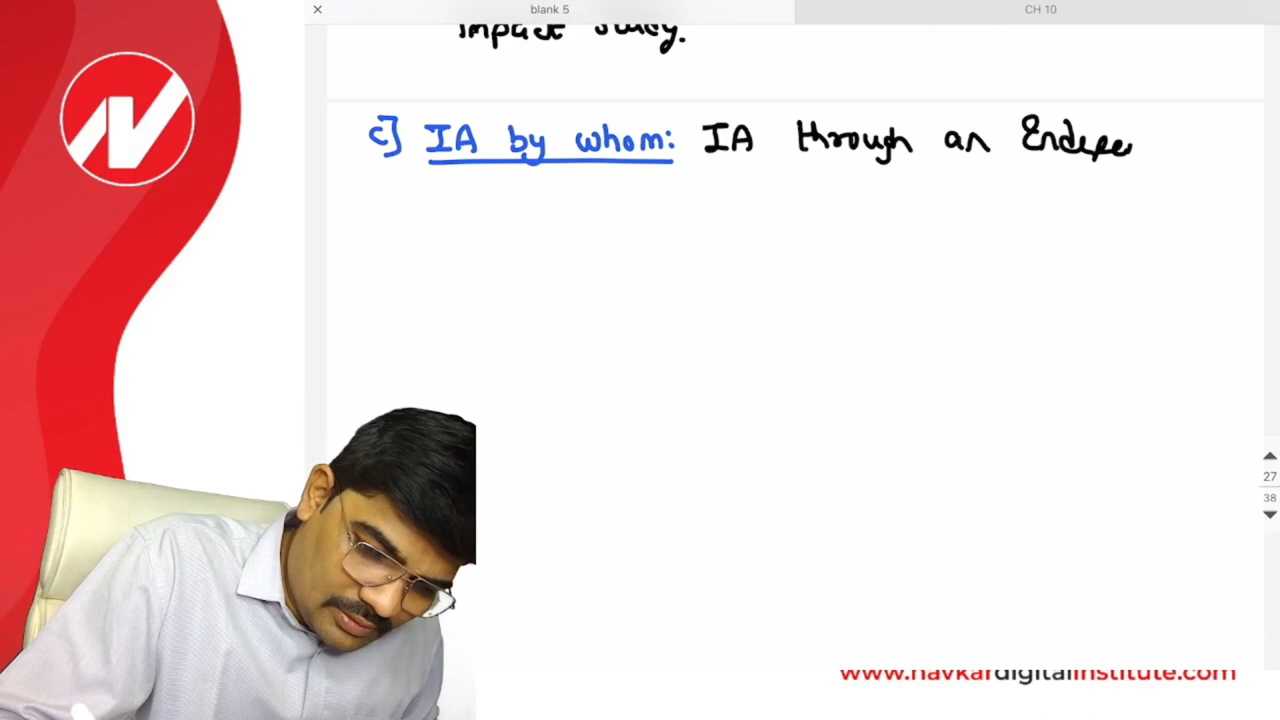 blank 5
CH 10
impact study.
c] IA by whom: IA through an Endepe
27
38
www.navkardigitalinstitute.com